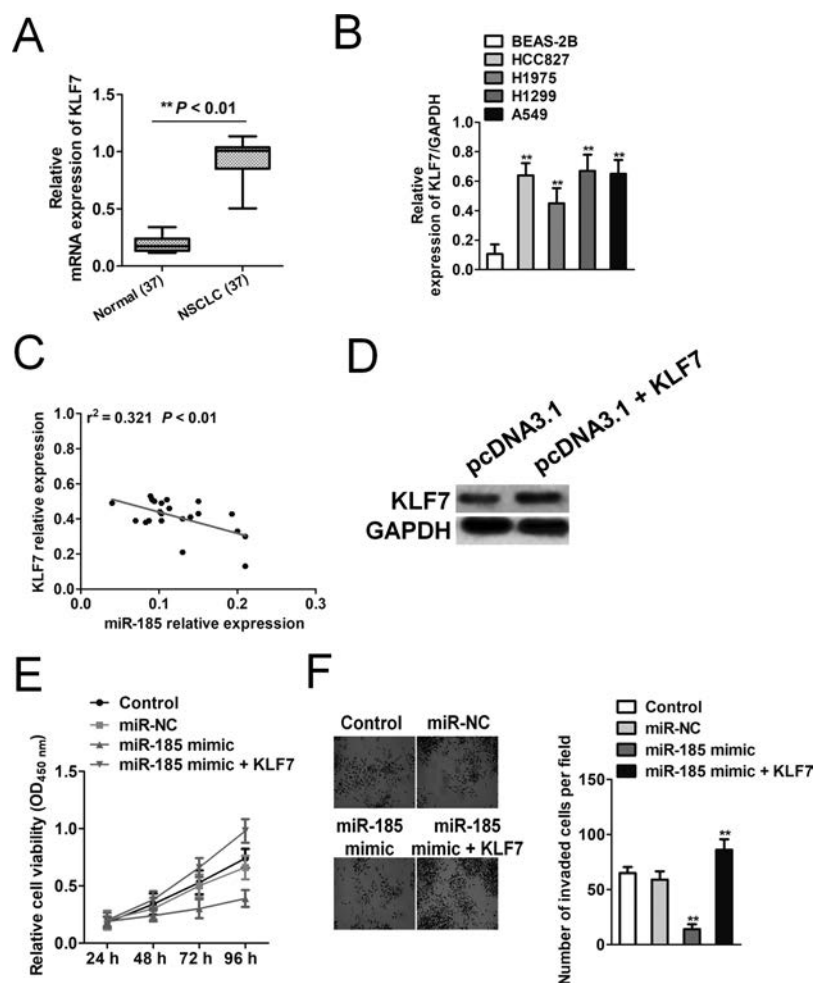 A
Relative
mRNA expression of KLF7
** P < 0.01
1.5
1.0
0.5
0.0
Normal (37)
NSCLC (37)
B
BEAS-2B
HCC827
H1975
H1299
A549
Relative
expression of KLF7/GAPDH
1.0
0.8
0.6
0.4
0.2
0.0
**
**
**
**
C
r² = 0.321 P < 0.01
KLF7 relative expression
1.0
0.8
0.6
0.4
0.2
0.0
0.0
0.1
0.2
0.3
miR-185 relative expression
D
pcDNA3.1
pcDNA3.1 + KLF7
KLF7
GAPDH
E
Control
miR-NC
miR-185 mimic
miR-185 mimic + KLF7
Relative cell viability (OD450 nm)
1.5
1.0
0.5
0.0
24 h
48 h
72 h
96 h
F
Control
miR-NC
miR-185
mimic
miR-185
mimic + KLF7
Control
miR-NC
miR-185 mimic
miR-185 mimic + KLF7
Number of invaded cells per field
150
100
50
0
**
**